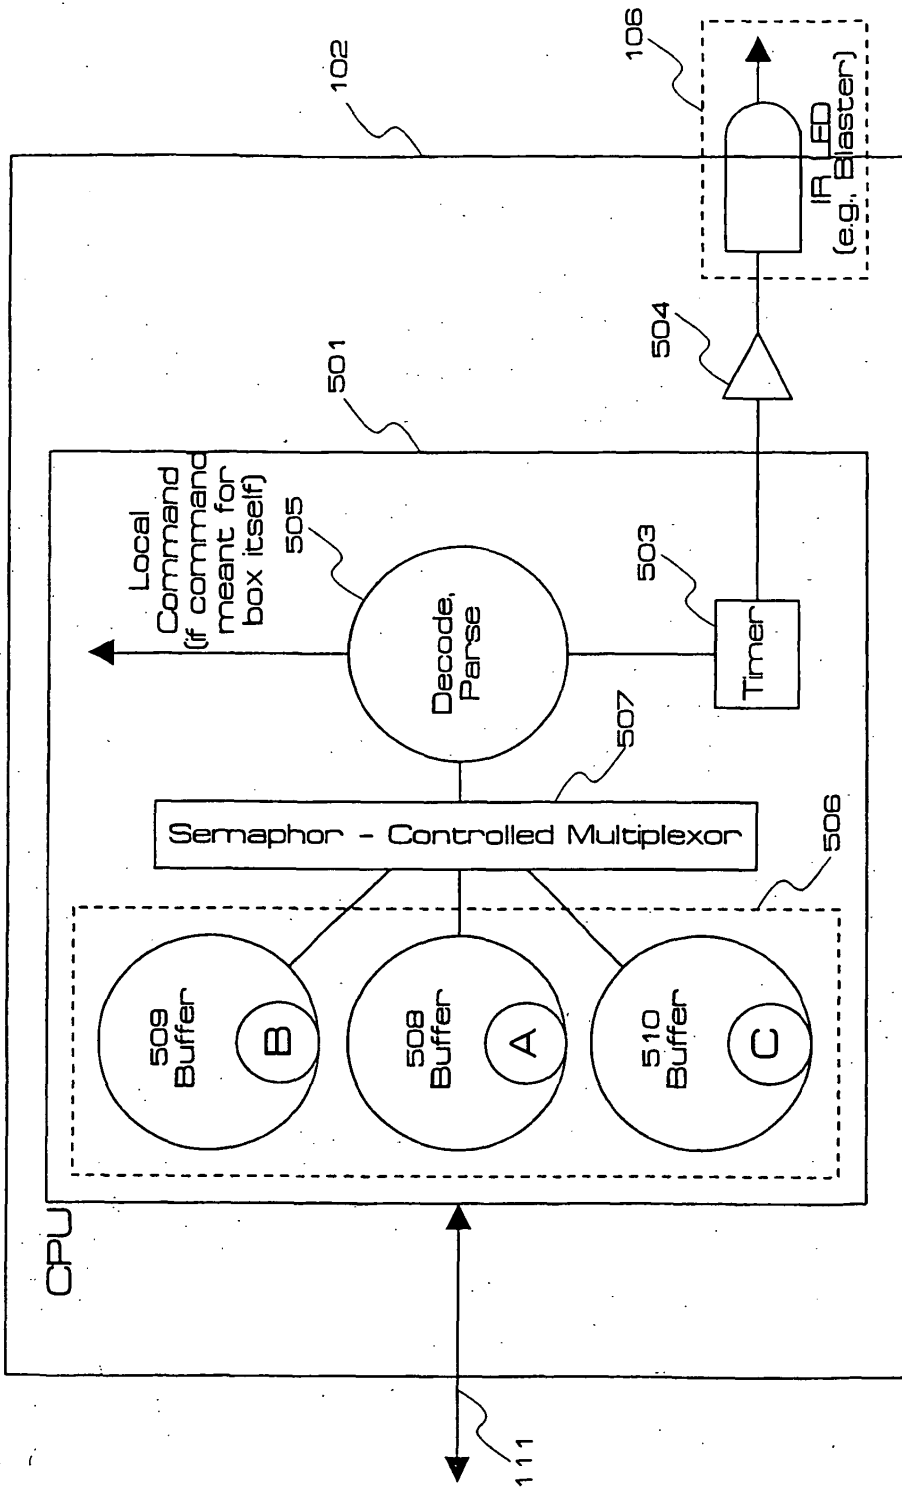 CPU
111
509
Buffer
B
508
Buffer
A
510
Buffer
C
506
Semaphor - Controlled Multiplexor
507
Decode,
Parse
505
Local
Command
(if command
meant for
box itself)
Timer
503
501
504
102
106
IR LED
(e.g., Blaster)